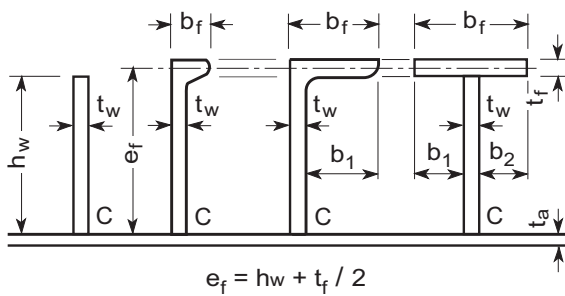 b_f b_f b_f
t_w t_w t_w t_w t_f
h_w e_f b_1 b_1 b_2
C C C C t_a
e_f = h_w + t_f / 2